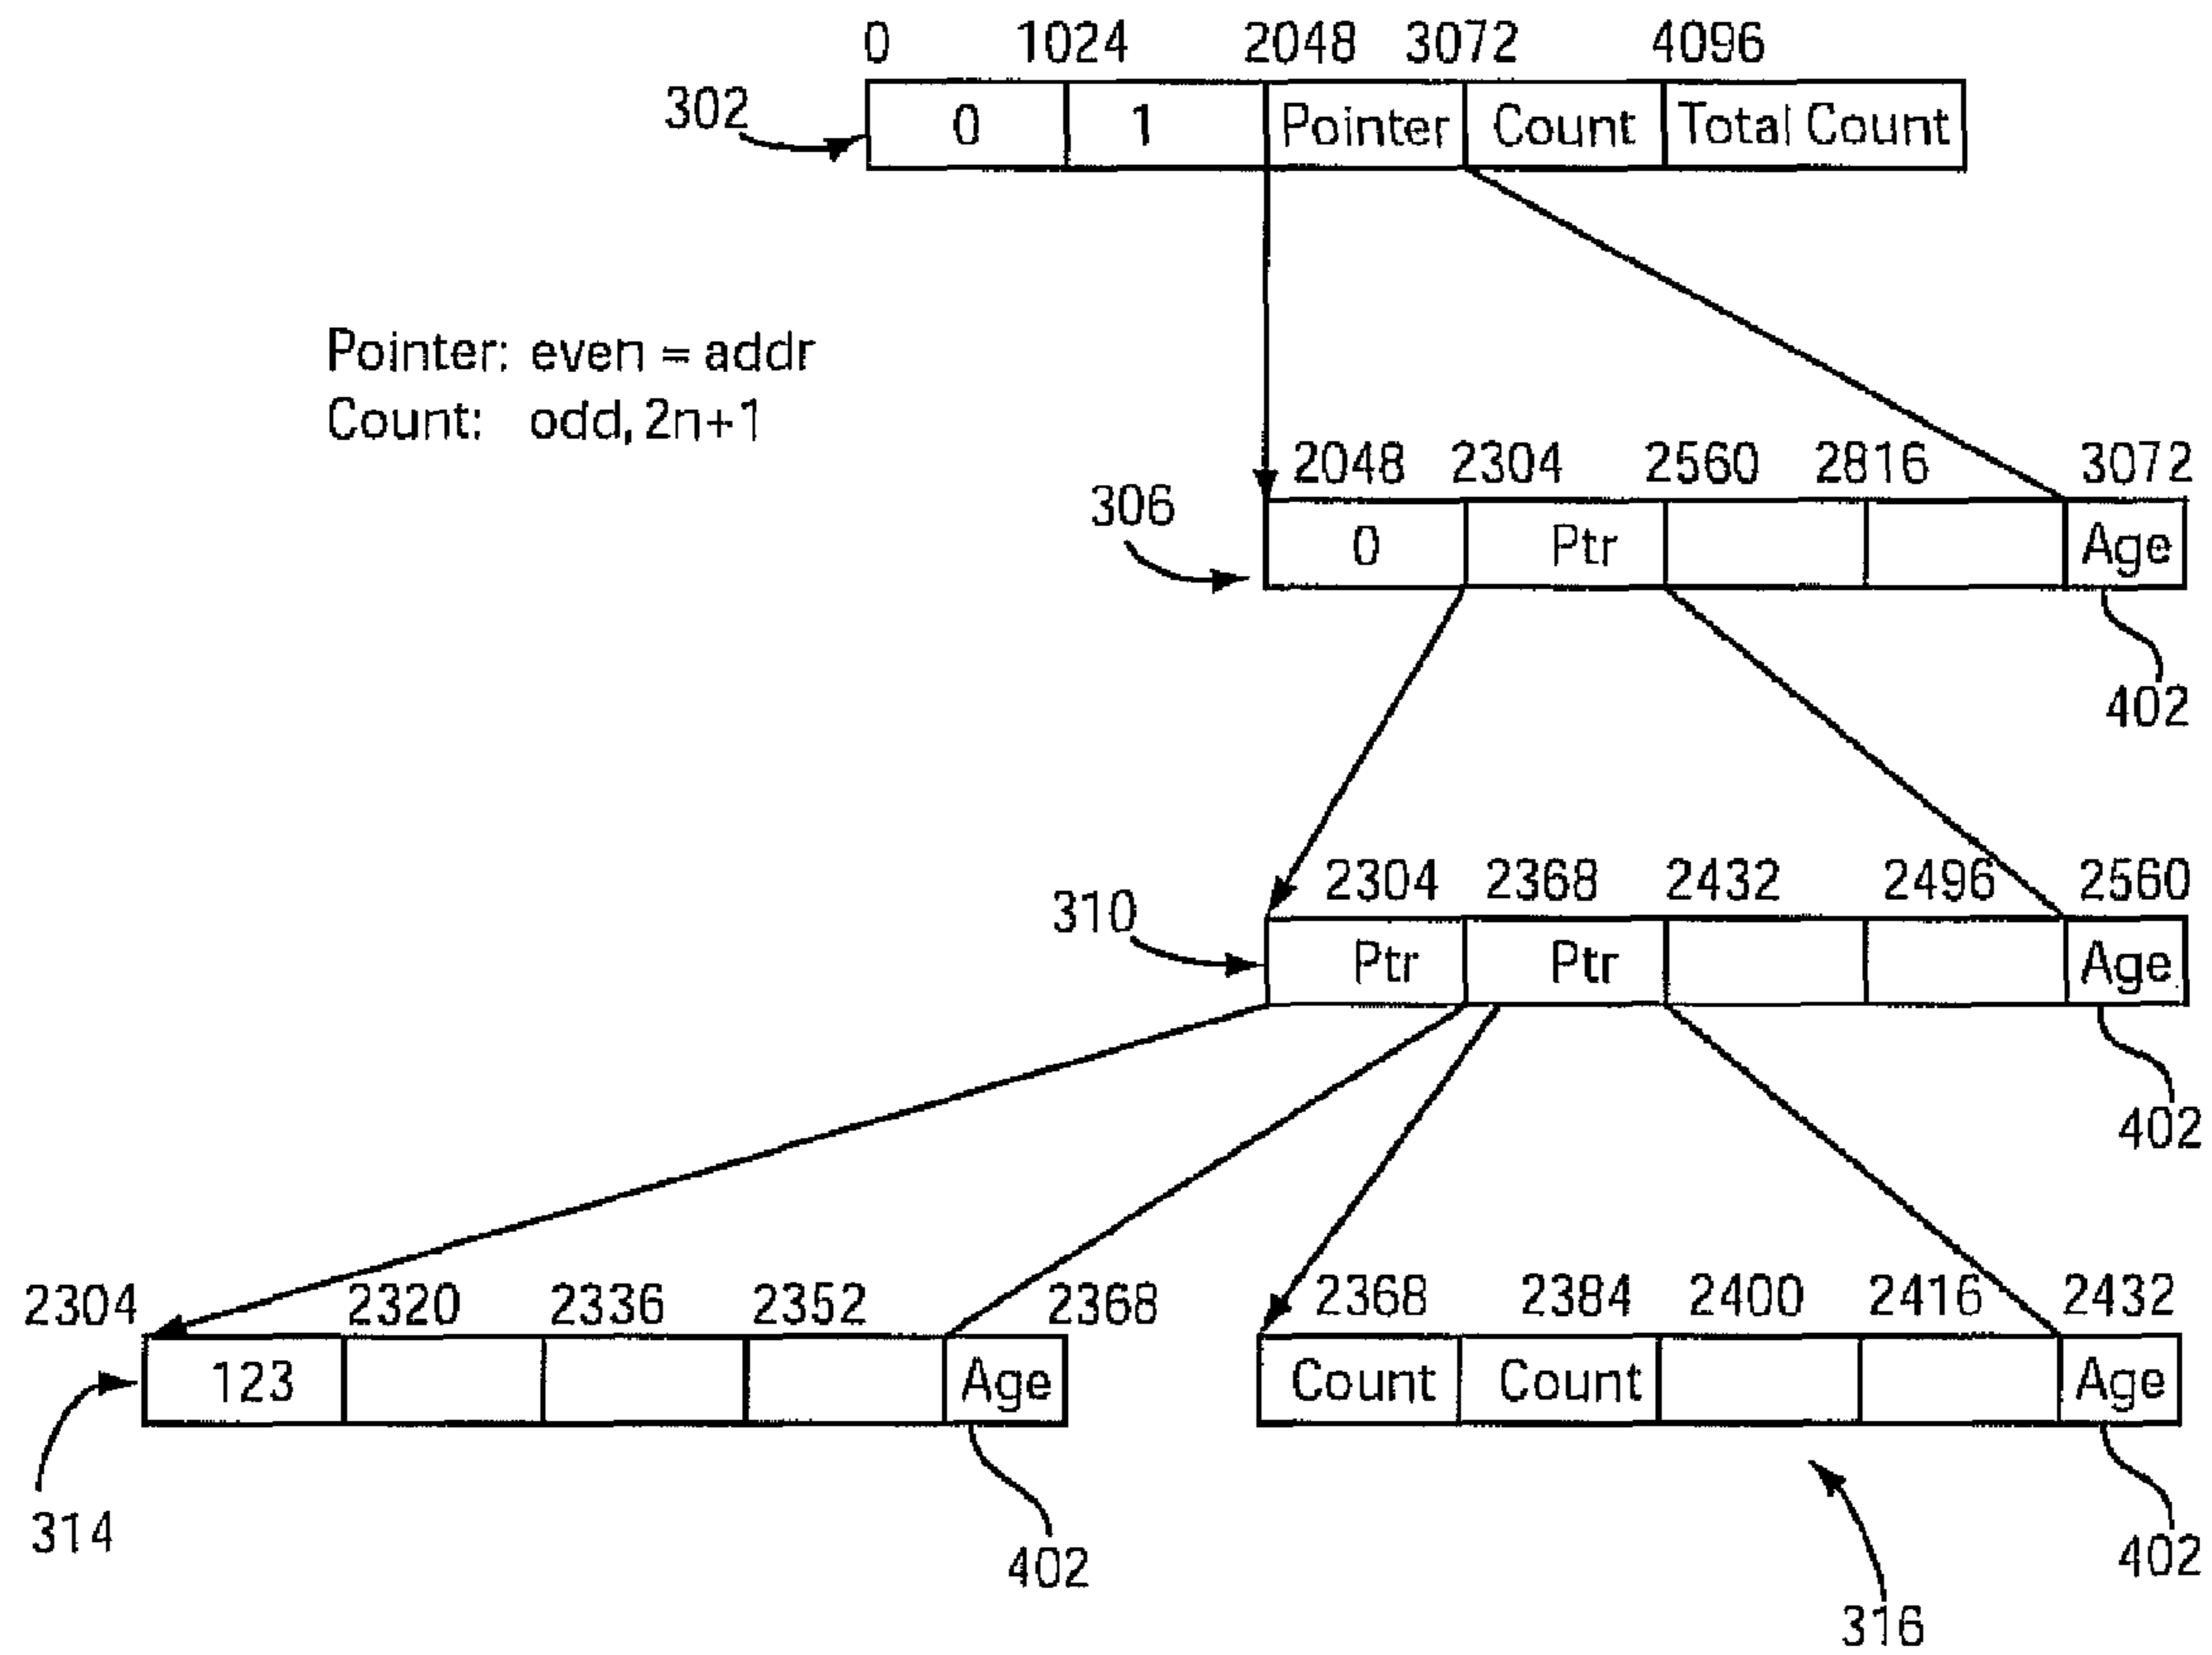 0 1024 2048 3072 4096
302
0 1 Pointer Count Total Count
Pointer: even = addr
Count: odd, 2n+1
2048 2304 2560 2816 3072
306
0 Ptr Age
402
2304 2368 2432 2496 2560
310
Ptr Ptr Age
402
2304 2320 2336 2352 2368
2368 2384 2400 2416 2432
123 Age
Count Count Age
314
402
402
316